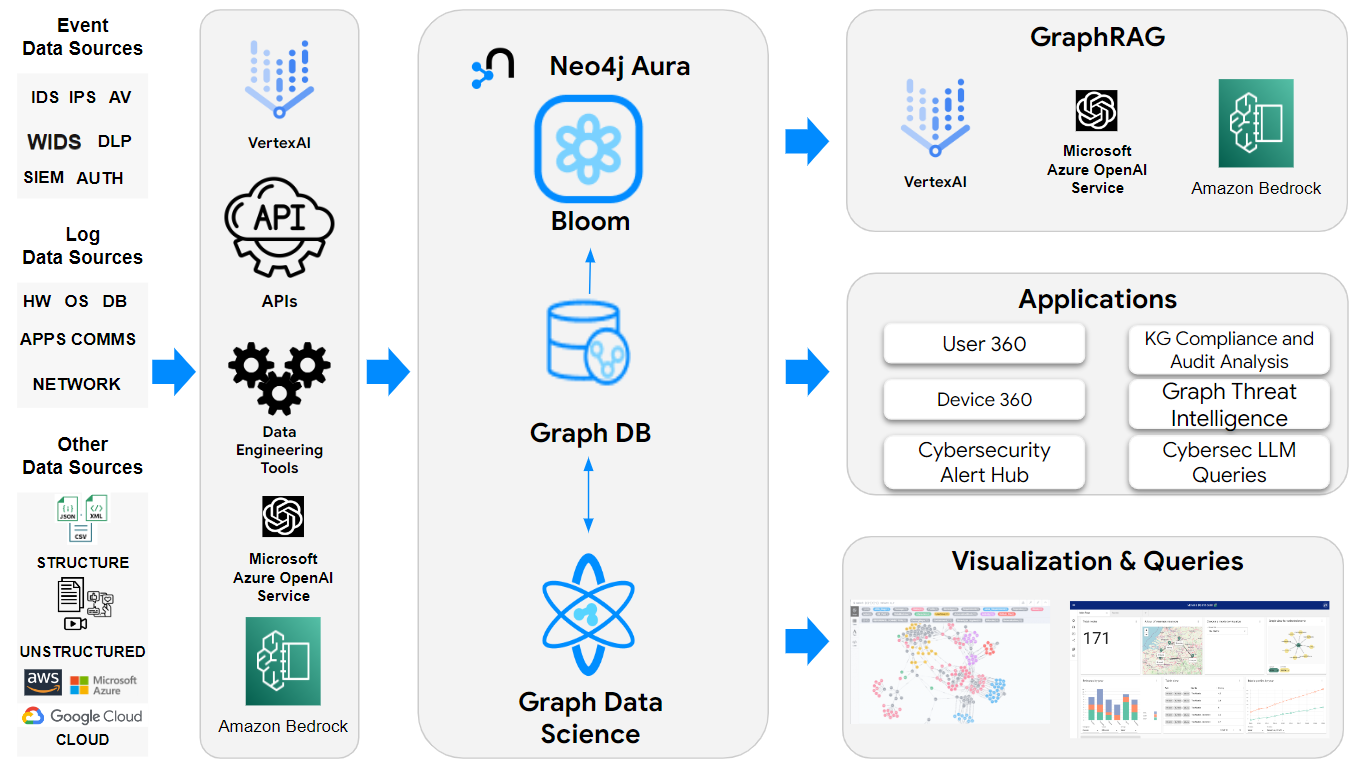 Event
Data Sources
IDS IPS AV
WIDS DLP
SIEM AUTH
Log
Data Sources
HW OS DB
APPS COMMS
NETWORK
Other
Data Sources
JSON
XML
CSV
STRUCTURE
UNSTRUCTURED
aws
Microsoft
Azure
Google Cloud
CLOUD
VertexAI
API
APIs
Data
Engineering
Tools
Microsoft
Azure OpenAI
Service
Amazon Bedrock
Neo4j Aura
Bloom
Graph DB
Graph Data
Science
GraphRAG
VertexAI
Microsoft
Azure OpenAI
Service
Amazon Bedrock
Applications
User 360
Device 360
Cybersecurity
Alert Hub
KG Compliance and
Audit Analysis
Graph Threat
Intelligence
Cybersec LLM
Queries
Visualization & Queries
171